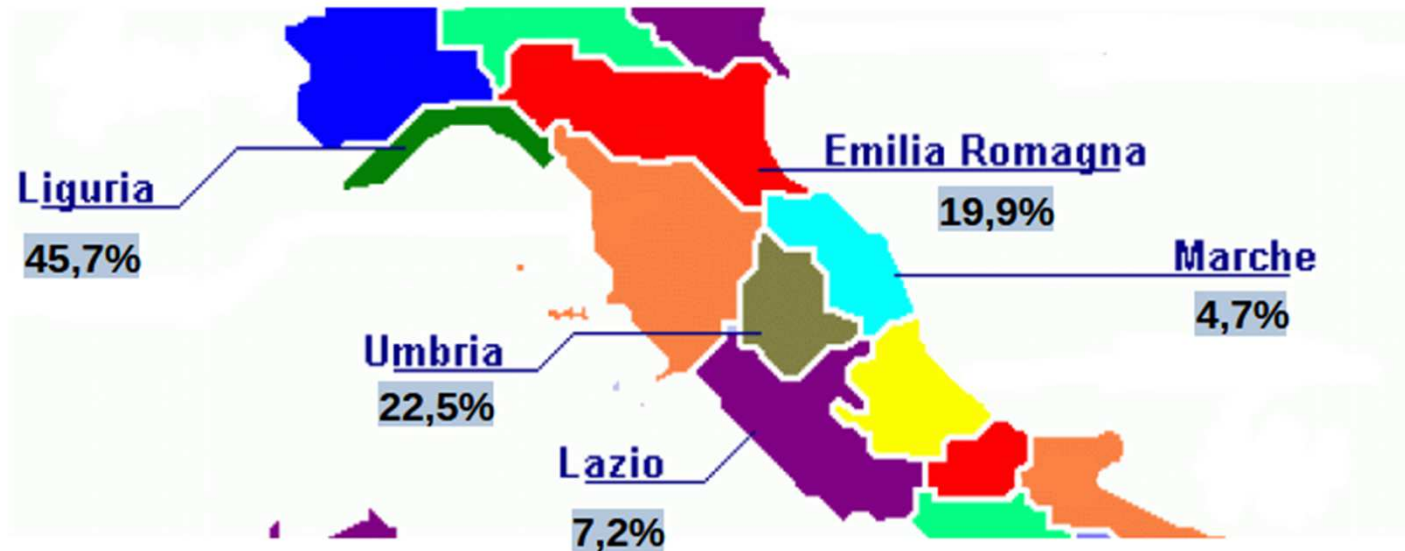 Emilia Romagna
19,9%
Liguria
45,7%
Marche
4,7%
Umbria
22,5%
Lazio
7,2%